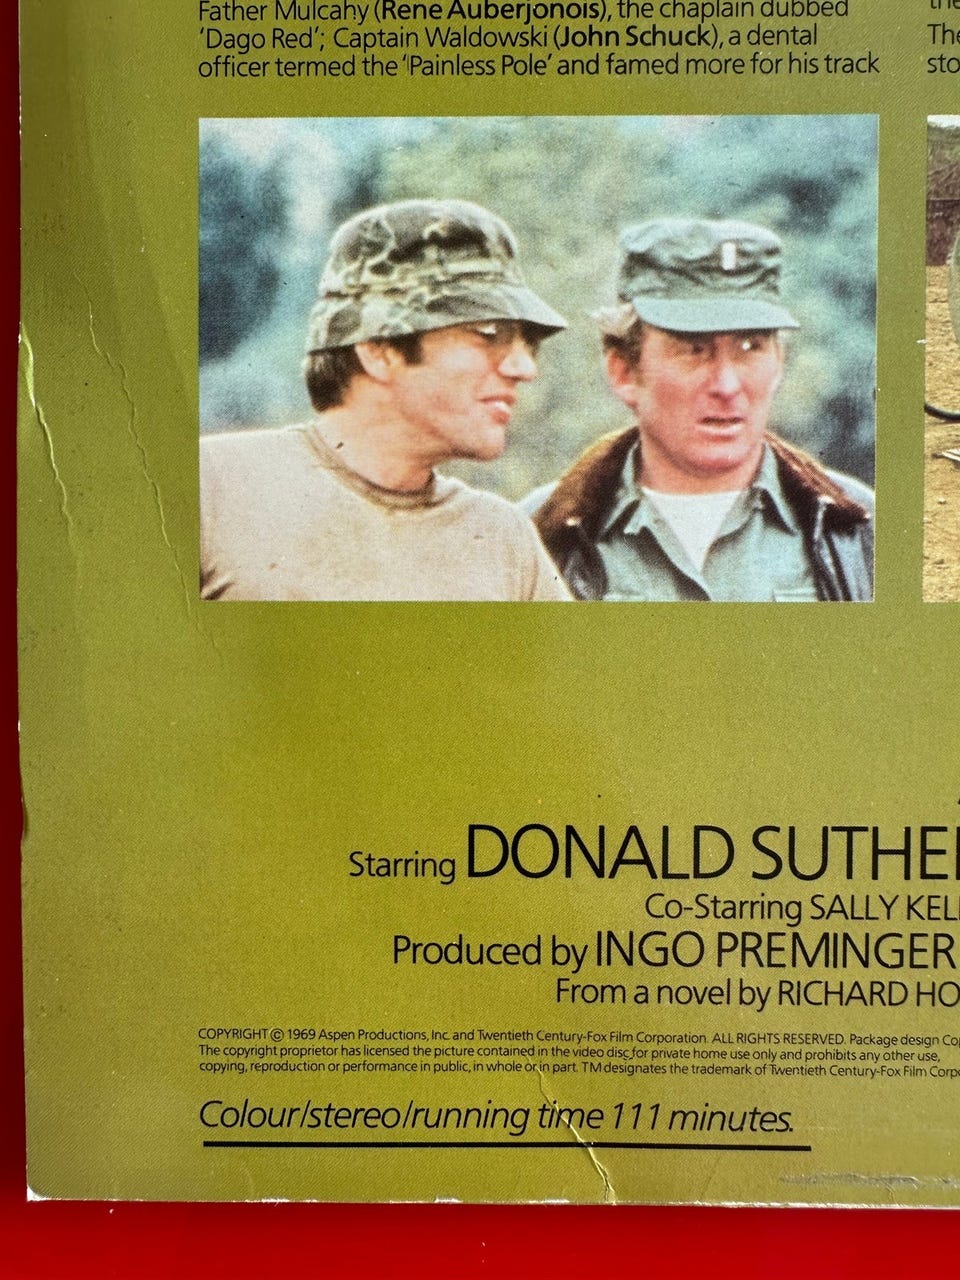 Father Mulcahy (Rene Auberjonois), the chaplain dubbed
'Dago Red'; Captain Waldowski (John Schuck), a dental
officer termed the 'Painless Pole' and famed more for his track
The
sto
Starring DONALD SUTHE
Co-Starring SALLY KEL
Produced by INGO PREMINGER
From a novel by RICHARD HO
COPYRIGHT © 1969 Aspen Productions, Inc. and Twentieth Century-Fox Film Corporation. ALL RIGHTS RESERVED. Package design Co
The copyright proprietor has licensed the picture contained in the video disc for private home use only and prohibits any other use,
copying, reproduction or performance in public, in whole or in part. TM designates the trademark of Twentieth Century-Fox Film Corp
Colour/stereo/running time 111 minutes.